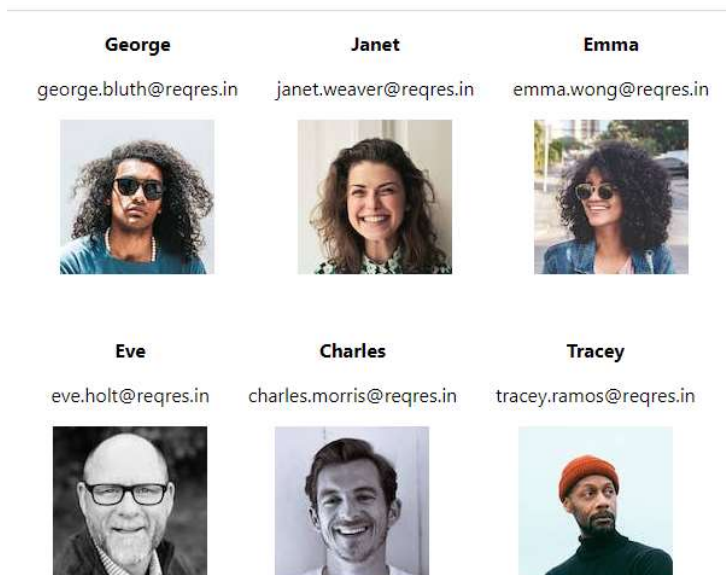 George Janet Emma
george.bluth@reqres.in janet.weaver@reqres.in emma.wong@reqres.in
Eve Charles Tracey
eve.holt@reqres.in charles.morris@reqres.in tracey.ramos@reqres.in